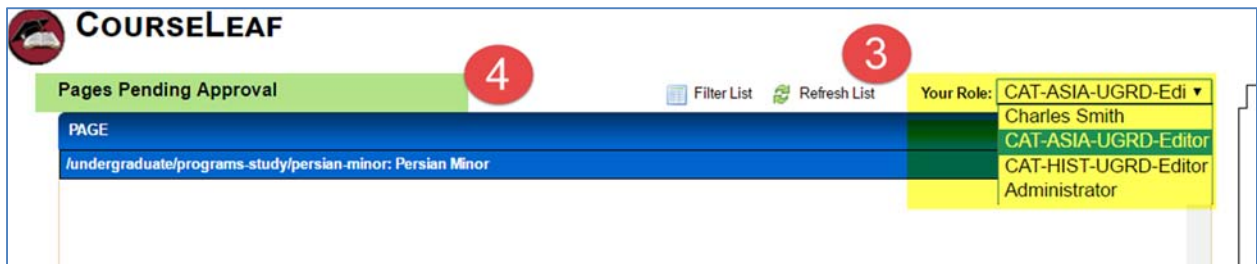 COURSELEAF
3
4
Pages Pending Approval
Filter List
Refresh List
Your Role: CAT-ASIA-UGRD-Edi
Charles Smith
PAGE
CAT-ASIA-UGRD-Editor
/undergraduate/programs-study/persian-minor: Persian Minor
CAT-HIST-UGRD-Editor
Administrator